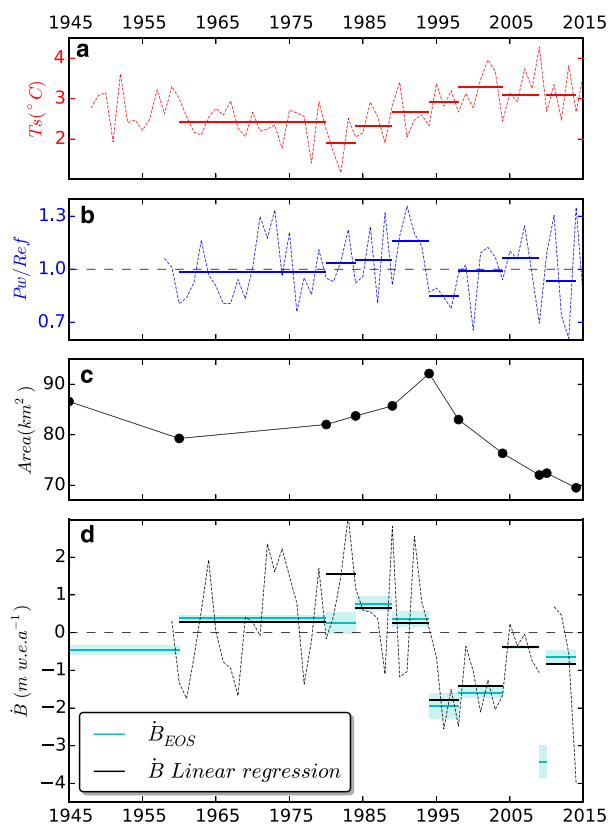 1945 1955 1965 1975 1985 1995 2005 2015
a
4
3
2
Ts(°C)
b
1.3
1.0
0.7
Pw/Ref
c
90
80
70
Area(km²)
d
2
1
0
−1
−2
−3
−4
Ḃ (m w.e.a⁻¹)
Ḃ_EOS
Ḃ Linear regression
1945 1955 1965 1975 1985 1995 2005 2015